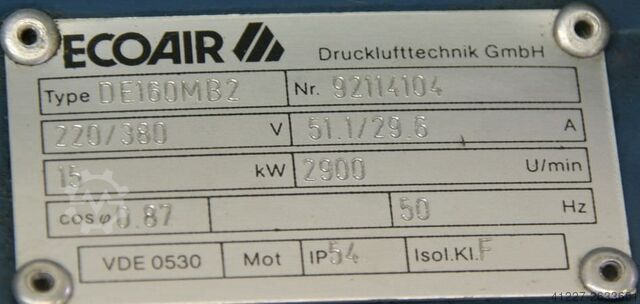 ECOAIR Drucklufttechnik GmbH
Type DE160MB2 Nr. 92114104
220/380 V 51.1/29.6 A
15 kW 2900 U/min
cos φ 0.87 50 Hz
VDE 0530 Mot IP54 Isol.Kl.F